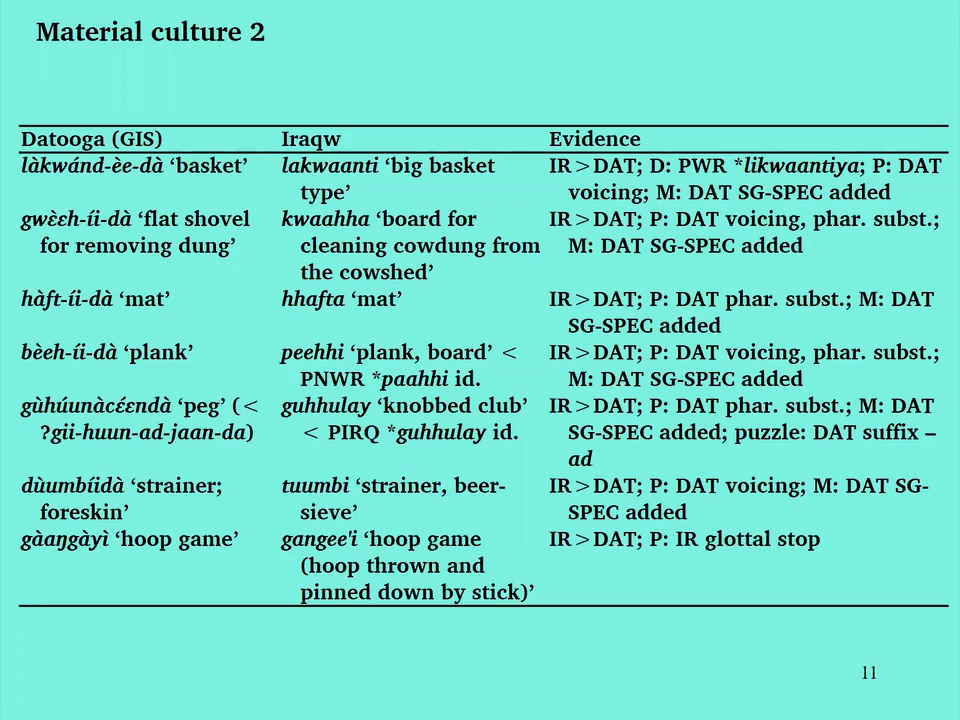 Material culture 2
Datooga (GIS) Iraqw Evidence
làkwánd-èe-dà ‘basket’ lakwaanti ‘big basket IR > DAT; D: PWR *likwaantiya; P: DAT
type’ voicing; M: DAT SG-SPEC added
gwèɛh-íi-dà ‘flat shovel kwaahha ‘board for IR > DAT; P: DAT voicing, phar. subst.;
for removing dung’ cleaning cowdung from M: DAT SG-SPEC added
the cowshed’
hàft-íi-dà ‘mat’ hhafta ‘mat’ IR > DAT; P: DAT phar. subst.; M: DAT
SG-SPEC added
bèeh-íi-dà ‘plank’ peehhi ‘plank, board’ < IR > DAT; P: DAT voicing, phar. subst.;
PNWR *paahhi id. M: DAT SG-SPEC added
gùhúunàcɛ́ɛndà ‘peg’ (< guhhulay ‘knobbed club’ IR > DAT; P: DAT phar. subst.; M: DAT
?gii-huun-ad-jaan-da) < PIRQ *guhhulay id. SG-SPEC added; puzzle: DAT suffix –
ad
dùumbíidà ‘strainer; tuumbi ‘strainer, beer- IR > DAT; P: DAT voicing; M: DAT SG-
foreskin’ sieve’ SPEC added
gàaŋgàyì ‘hoop game’ gangee'i ‘hoop game IR > DAT; P: IR glottal stop
(hoop thrown and
pinned down by stick)’
11